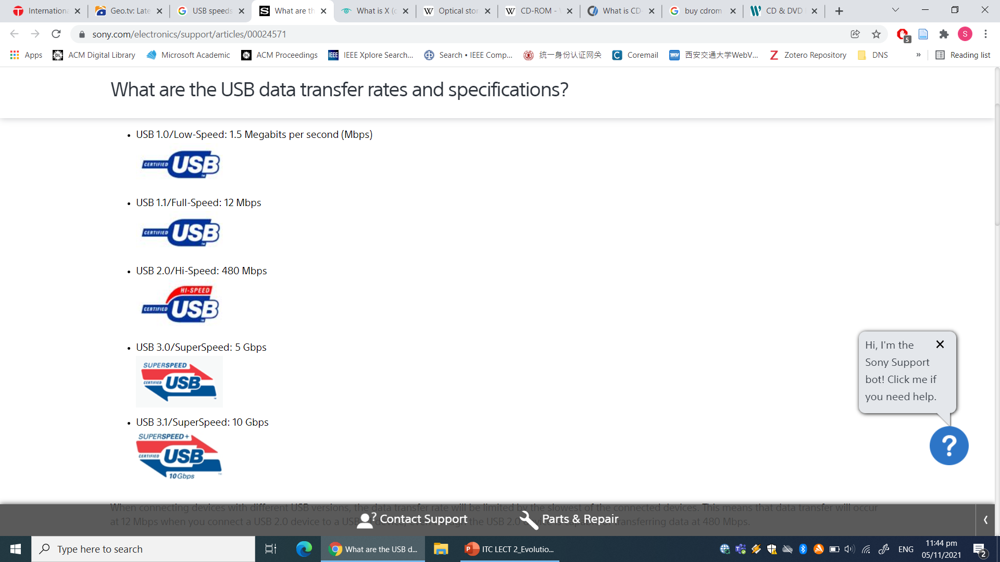 Internationa
Geo.tv: Late
USB speeds
What are th
What is X (c
Optical stor
CD-ROM -
What is CD-
buy cdrom
CD & DVD
sony.com/electronics/support/articles/00024571
5
S
Apps
ACM Digital Library
Microsoft Academic
ACM Proceedings
IEEE Xplore Search...
Search • IEEE Comp...
统一身份认证网关
Coremail
西安交通大学WebV...
Zotero Repository
DNS
»
Reading list
What are the USB data transfer rates and specifications?
• USB 1.0/Low-Speed: 1.5 Megabits per second (Mbps)
CERTIFIED USB™
• USB 1.1/Full-Speed: 12 Mbps
CERTIFIED USB™
• USB 2.0/Hi-Speed: 480 Mbps
HI-SPEED
CERTIFIED USB™
• USB 3.0/SuperSpeed: 5 Gbps
SUPERSPEED
CERTIFIED USB™
• USB 3.1/SuperSpeed: 10 Gbps
SUPERSPEED+
CERTIFIED USB
10Gbps™
Hi, I'm the
Sony Support
bot! Click me if
you need help.
?
When connecting devices with different USB versions, the data transfer rate will be limited by the slowest of the connected devices. This means that data transfer will occur
at 12 Mbps when you connect a USB 2.0 device to a USB the USB 2.0 transferring data at 480 Mbps.
Contact Support
Parts & Repair
Type here to search
What are the USB d...
ITC LECT 2_Evolutio...
ENG
11:44 pm
05/11/2021
2